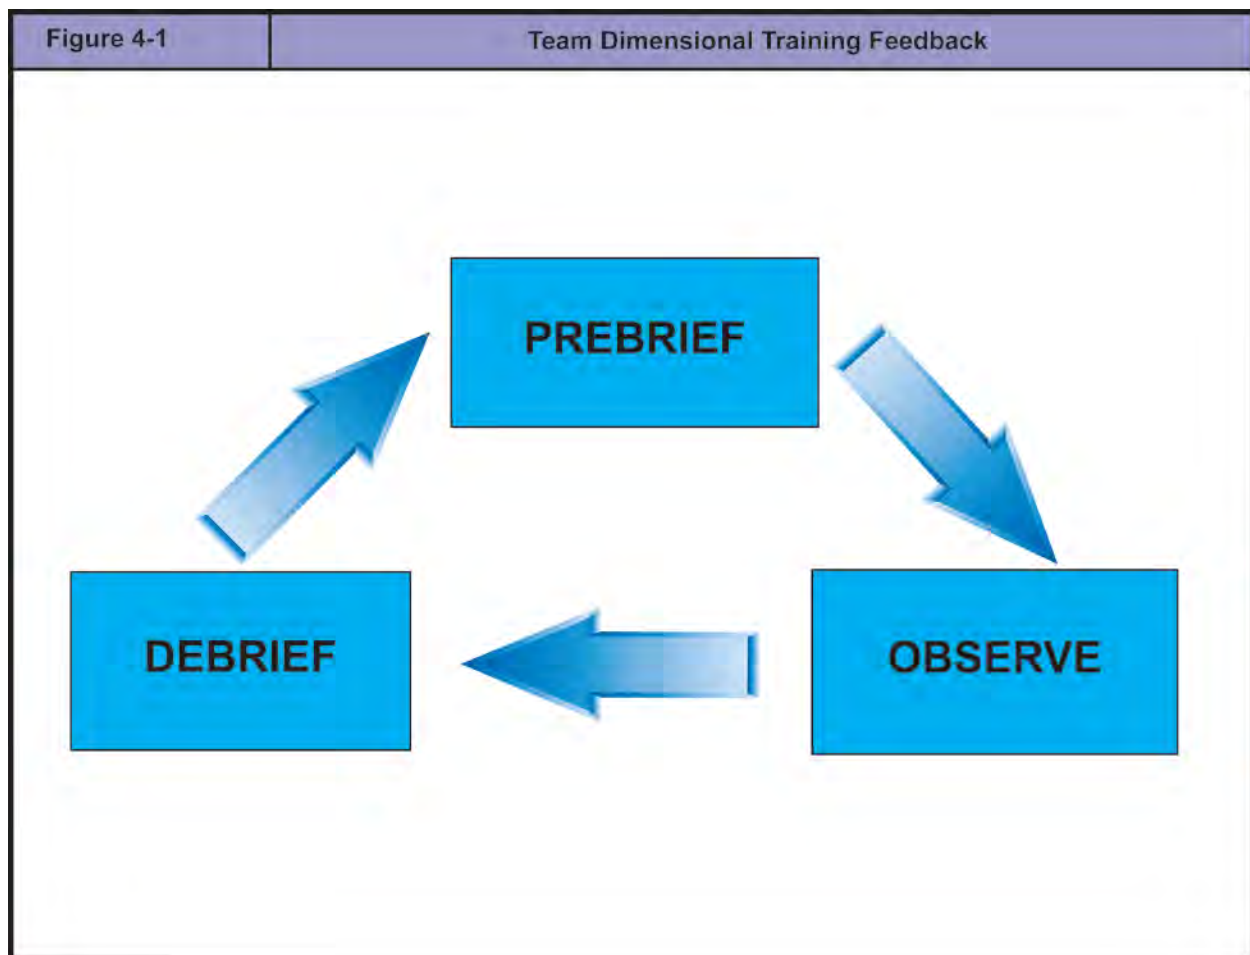 Figure 4-1
Team Dimensional Training Feedback
PREBRIEF
DEBRIEF
OBSERVE